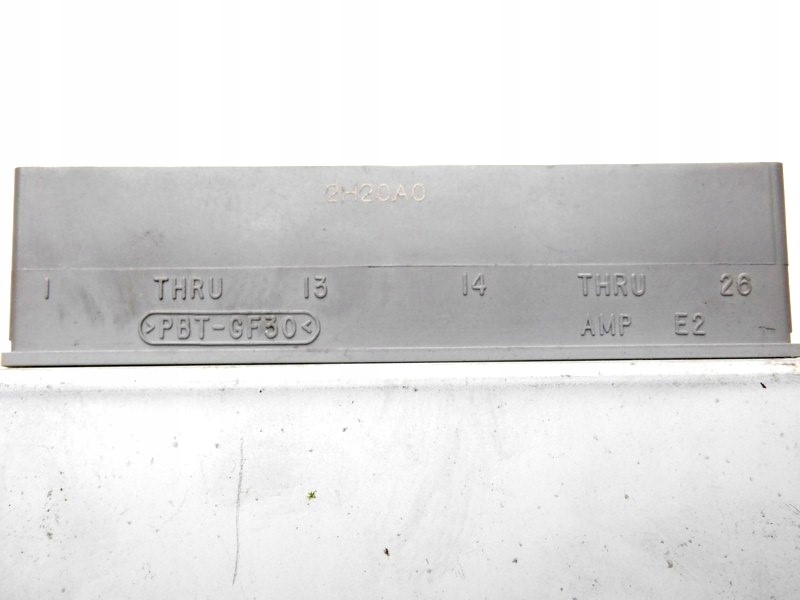 2H20A0
1 THRU 13 14 THRU 26
>PBT-GF30< AMP E2